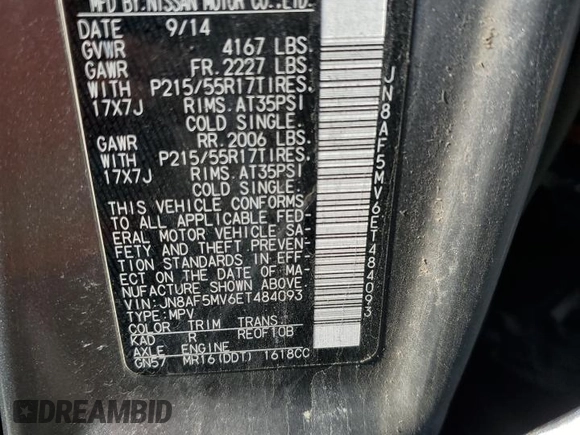 MFD BY:NISSAN MOTOR CO.,LTD.
DATE 9/14
GVWR 4167 LBS.
GAWR FR. 2227 LBS.
WITH P215/55R17TIRES.
17X7J RIMS. AT35PSI
COLD SINGLE.
GAWR RR. 2006 LBS.
WITH P215/55R17TIRES.
17X7J RIMS. AT35PSI
COLD SINGLE.
THIS VEHICLE CONFORMS
TO ALL APPLICABLE FED-
ERAL MOTOR VEHICLE SA-
FETY AND THEFT PREVEN-
TION STANDARDS IN EFF-
ECT ON THE DATE OF MA-
NUFACTURE SHOWN ABOVE.
VIN:JN8AF5MV6ET484093
TYPE:MPV
COLOR TRIM TRANS
KAD R RE0F10B
AXLE ENGINE
GN57 MR16(DDT) 1618CC
JN8AF5MV6ET484093
DREAMBID